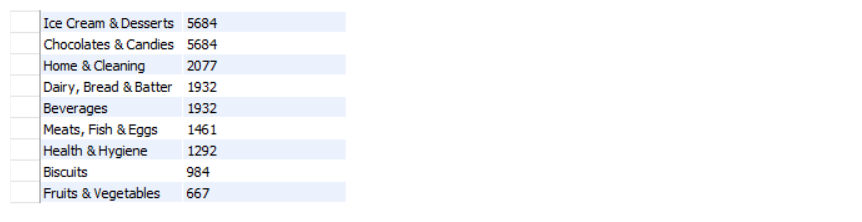 Ice Cream & Desserts 5684
Chocolates & Candies 5684
Home & Cleaning 2077
Dairy, Bread & Batter 1932
Beverages 1932
Meats, Fish & Eggs 1461
Health & Hygiene 1292
Biscuits 984
Fruits & Vegetables 667